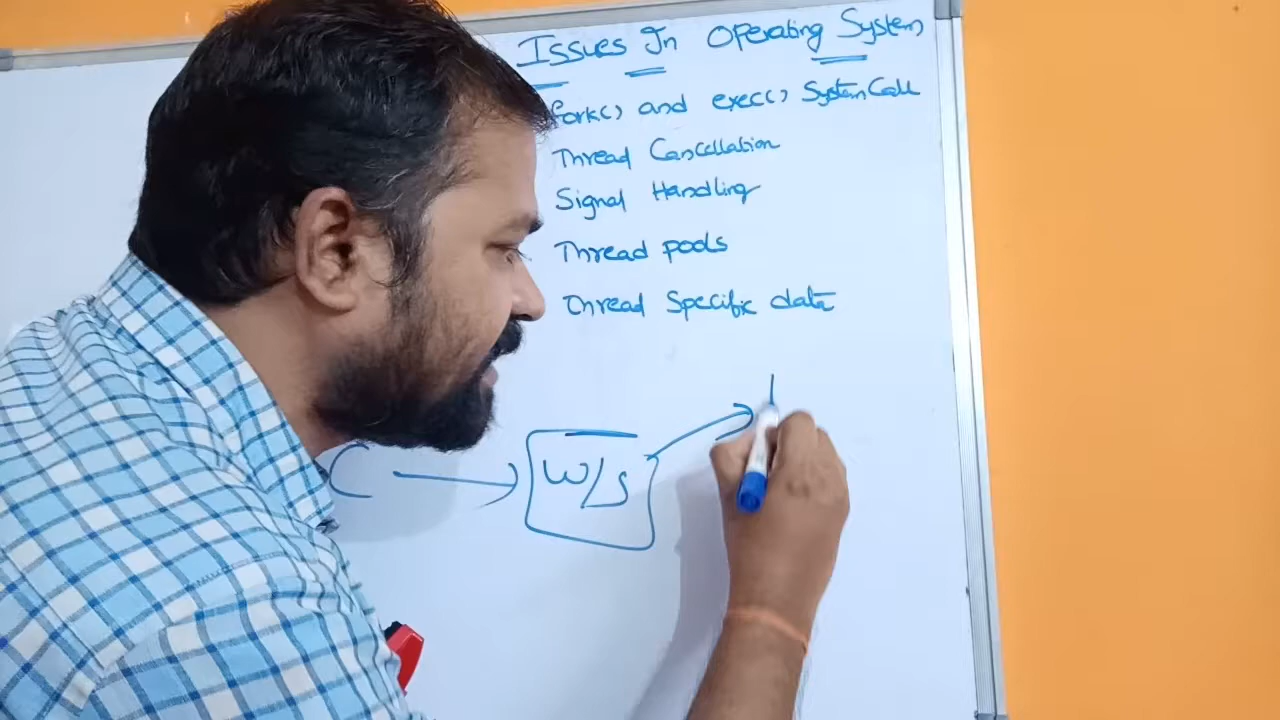 Issues In Operating System
fork() and exec() System Call
Thread Cancellation
Signal Handling
Thread pools
Thread Specific data
C
W/S